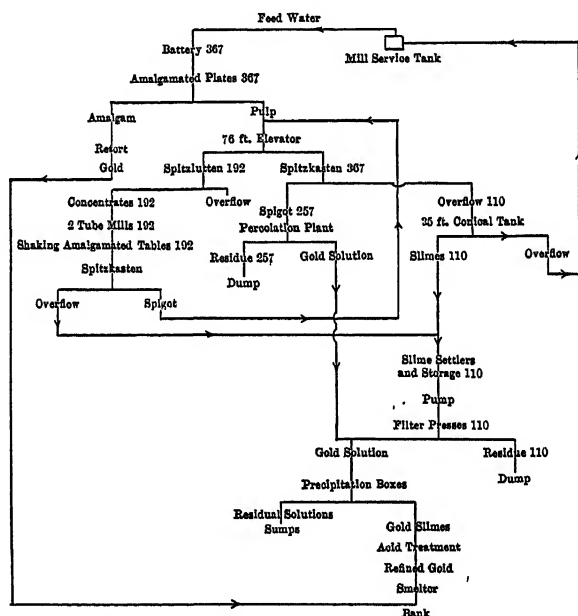 Feed Water
Battery 367
Mill Service Tank
Amalgamated Plates 367
Amalgam
Pulp
76 ft. Elevator
Retort
Gold
Spitzlutten 192
Spitzkasten 367
Concentrates 192
Overflow
Overflow 110
2 Tube Mills 192
Spigot 257
35 ft. Conical Tank
Shaking Amalgamated Tables 192
Percolation Plant
Spitzkasten
Residue 257
Gold Solution
Slimes 110
Overflow
Dump
Overflow
Spigot
Slime Settlers
and Storage 110
Pump
Filter Presses 110
Gold Solution
Residue 110
Dump
Precipitation Boxes
Residual Solutions
Sumps
Gold Slimes
Acid Treatment
Refined Gold
Smeltor
Bank